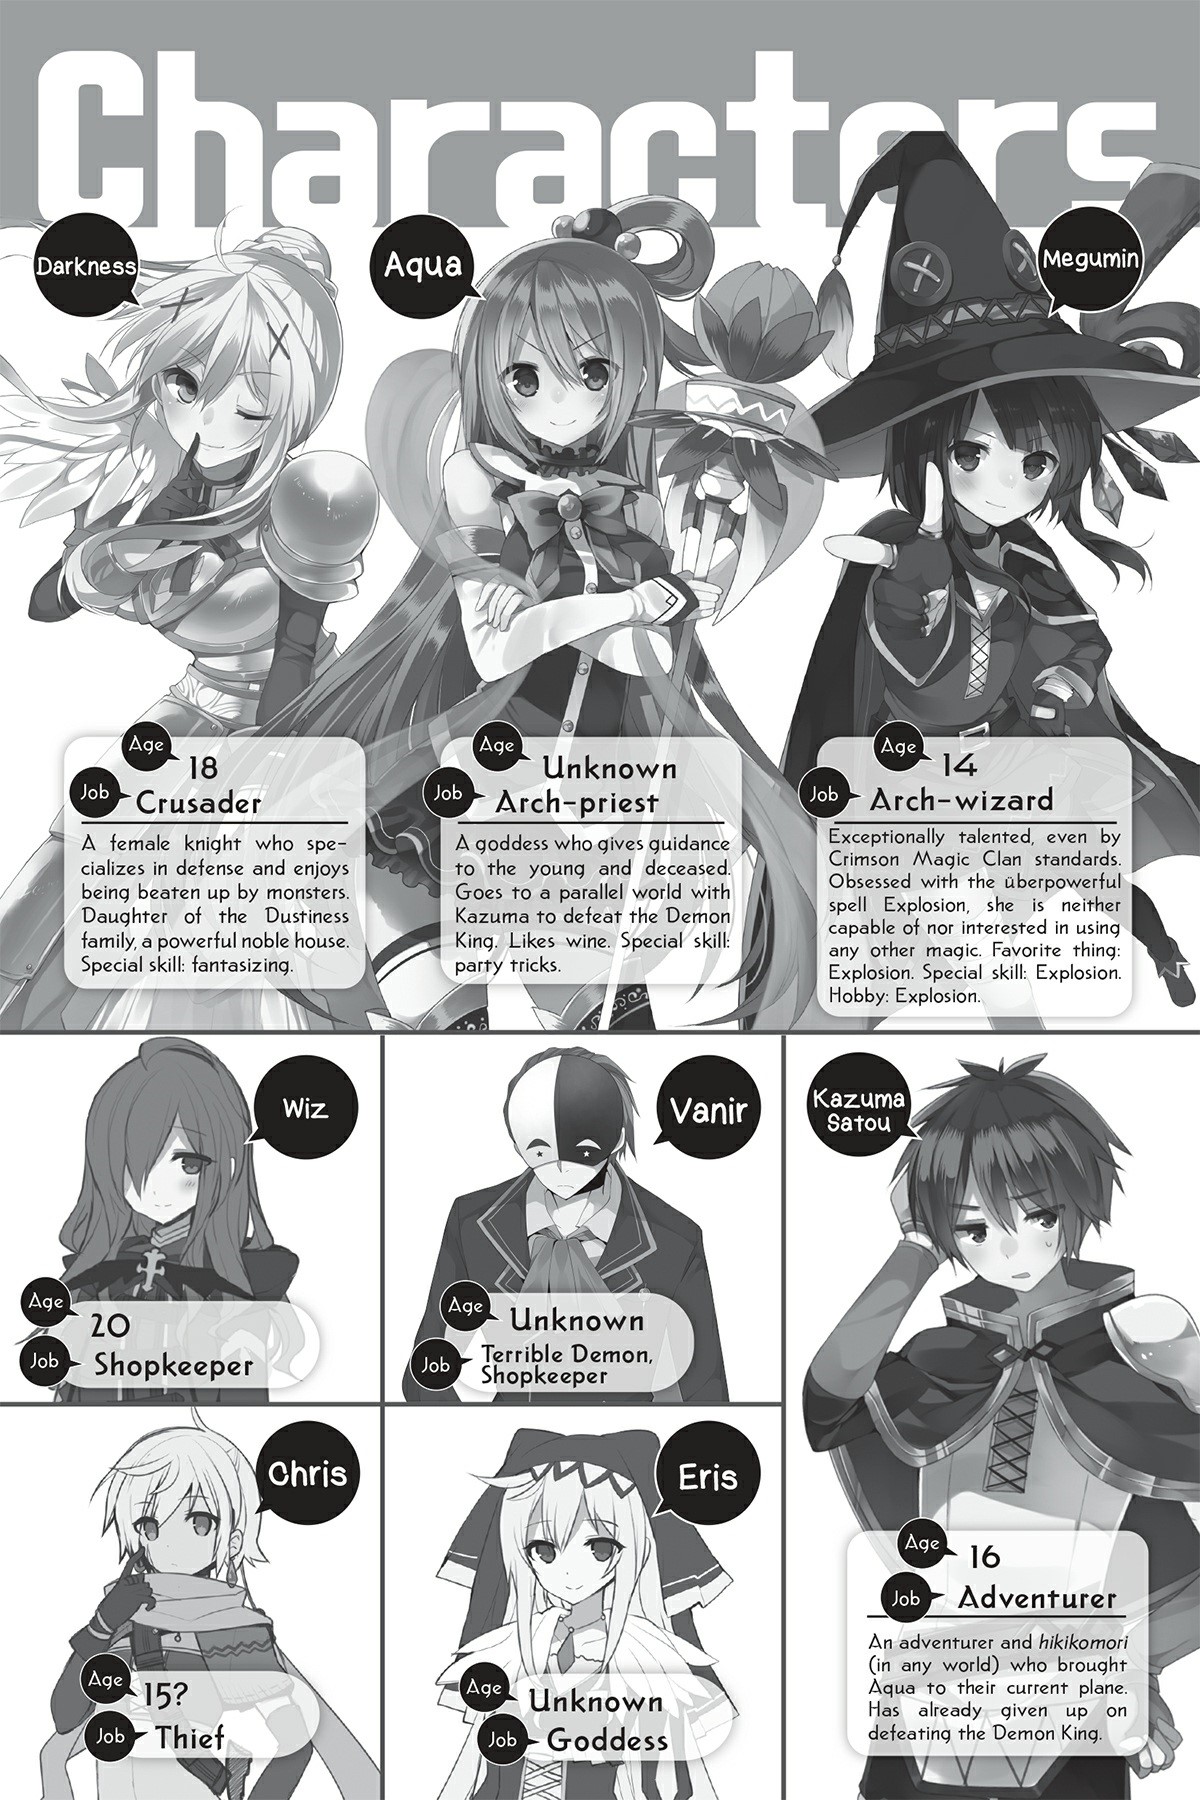 Characters
Darkness
Age
18
Job
Crusader
A female knight who spe-
cializes in defense and enjoys
being beaten up by monsters.
Daughter of the Dustiness
family, a powerful noble house.
Special skill: fantasizing.
Aqua
Age
Unknown
Job
Arch-priest
A goddess who gives guidance
to the young and deceased.
Goes to a parallel world with
Kazuma to defeat the Demon
King. Likes wine. Special skill:
party tricks.
Megumin
Age
14
Job
Arch-wizard
Exceptionally talented, even by
Crimson Magic Clan standards.
Obsessed with the überpowerful
spell Explosion, she is neither
capable of nor interested in using
any other magic. Favorite thing:
Explosion. Special skill: Explosion.
Hobby: Explosion.
Wiz
Age
20
Job
Shopkeeper
Vanir
Age
Unknown
Job
Terrible Demon,
Shopkeeper
Kazuma
Satou
Age
16
Job
Adventurer
An adventurer and hikikomori
(in any world) who brought
Aqua to their current plane.
Has already given up on
defeating the Demon King.
Chris
Age
15?
Job
Thief
Eris
Age
Unknown
Job
Goddess